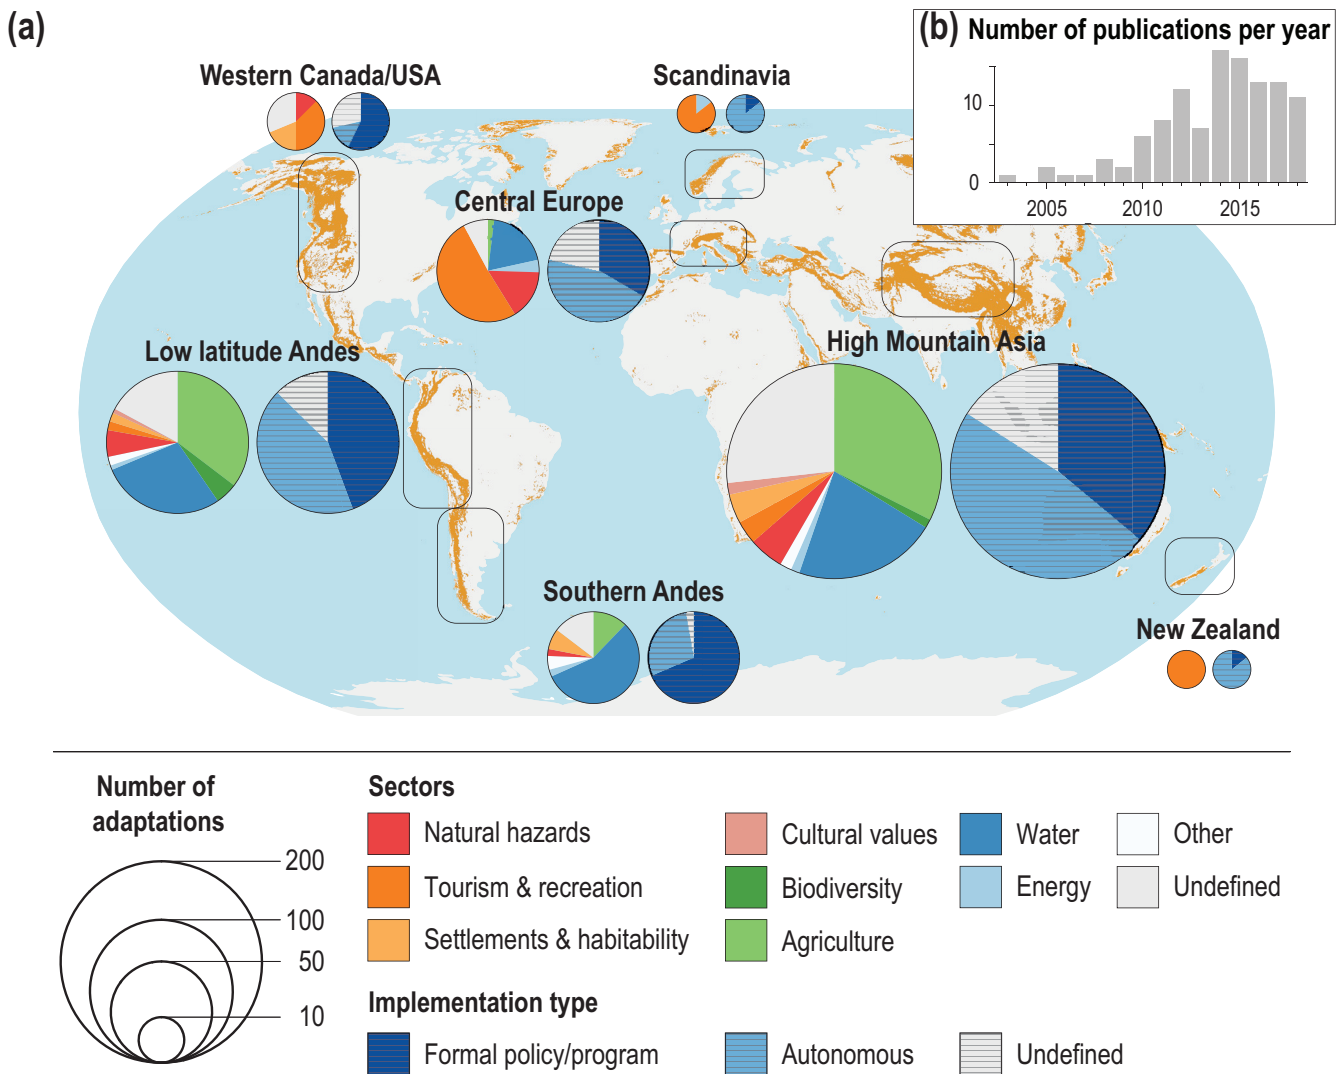 (a)
(b) Number of publications per year
10
0
2005
2010
2015
Western Canada/USA
Scandinavia
Central Europe
Low latitude Andes
High Mountain Asia
Southern Andes
New Zealand
Number of
adaptations
200
100
50
10
Sectors
Natural hazards
Cultural values
Water
Other
Tourism & recreation
Biodiversity
Energy
Undefined
Settlements & habitability
Agriculture
Implementation type
Formal policy/program
Autonomous
Undefined